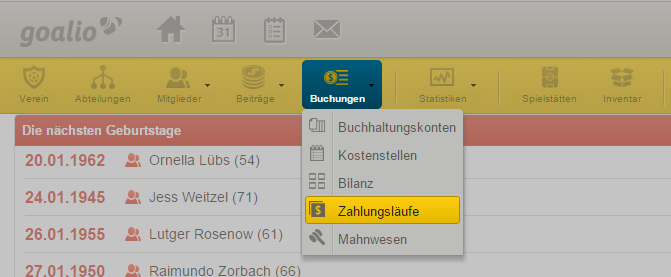 goalio
31
Verein Abteilungen Mitglieder Beiträge Buchungen Statistiken Spielstätten Inventar
Die nächsten Geburtstage
20.01.1962 Ornella Lübs (54)
24.01.1945 Jess Weitzel (71)
26.01.1955 Lutger Rosenow (61)
27.01.1950 Raimundo Zorbach (66)
Buchhaltungskonten
Kostenstellen
Bilanz
Zahlungsläufe
Mahnwesen